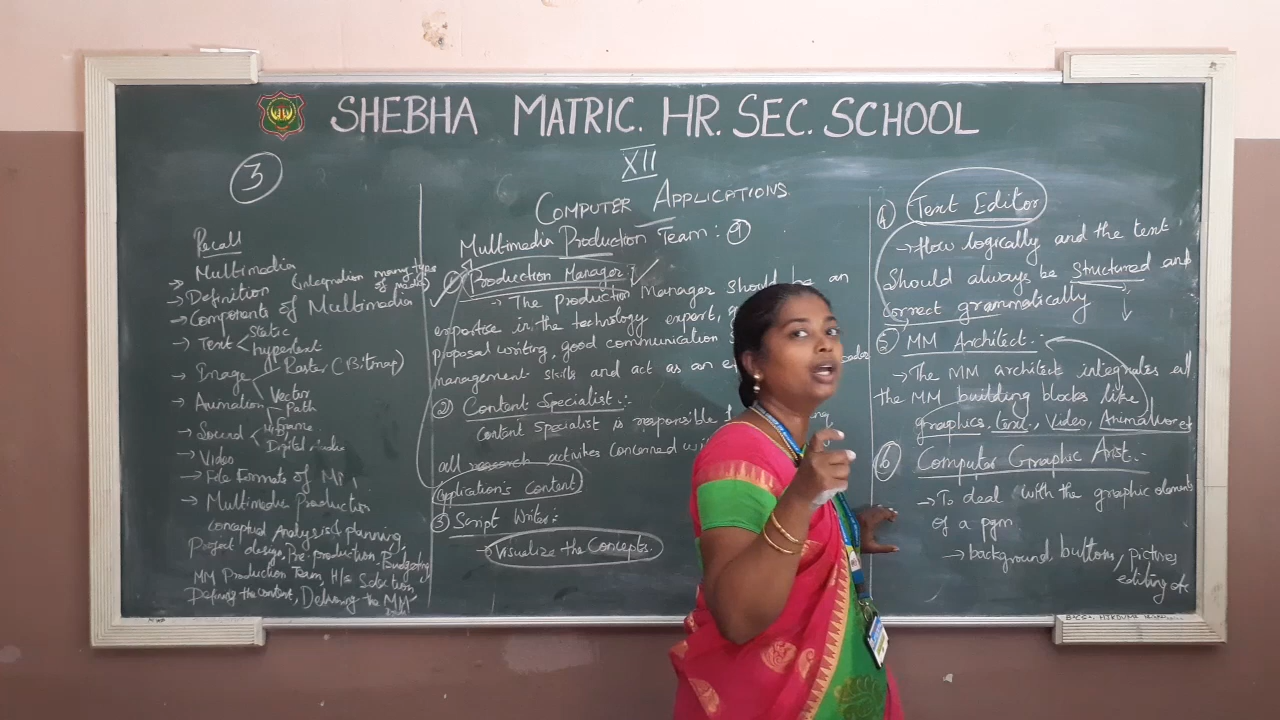 SHEBHA MATRIC. HR. SEC. SCHOOL
XII
COMPUTER APPLICATIONS
3
Recall
→ Multimedia
→ Definition (integration many types of media)
→ Components of Multimedia
→ Text < Static
hypertext
→ Image < Raster (Bitmap)
Vector
→ Animation < Path
Frame
→ Sound <
→ Video
→ File Formats of
→ Multimedia Production
Conceptual Analysis & planning,
Project design, Pre-production, Budgeting
MM Production Team, H/w Selection,
Defining the content, Delivering the MM
Multimedia Production Team: 9
1 Production Manager:
→ The Production Manager should be an
expertise in the technology expert,
proposal writing, good communication
management skills and act as an
2 Content Specialist:-
Content Specialist is responsible
all research activities concerned
Application's Content
3 Script Writer:-
→ Visualize the Concepts.
4 Text Editor
→ flow logically and the text
Should always be Structured and
Correct grammatically
5 MM Architect:-
→ The MM architect integrates all
the MM building blocks like
graphics, text, Video, Animation etc
6 Computer Graphic Arist:-
→ To deal with the graphic elements
of a pgm
→ background, buttons, pictures
editing etc